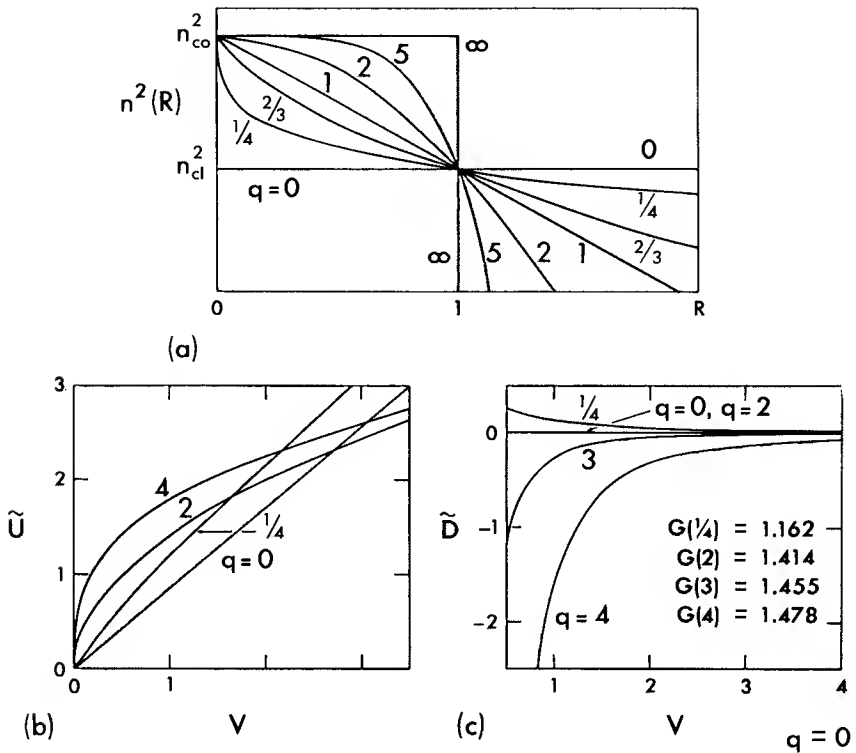 n²co
∞
5
2
n²(R)
1
2/3
1/4
n²cl
0
q=0
1/4
2/3
∞
5
2
1
0
1
R
(a)
3
2
Ũ
1
0
4
2
1/4
q=0
0
1
(b)
V
1/4
q=0, q=2
0
3
D̃
-1
G(1/4) = 1.162
G(2) = 1.414
G(3) = 1.455
G(4) = 1.478
-2
q=4
1
2
3
4
(c)
V
q = 0